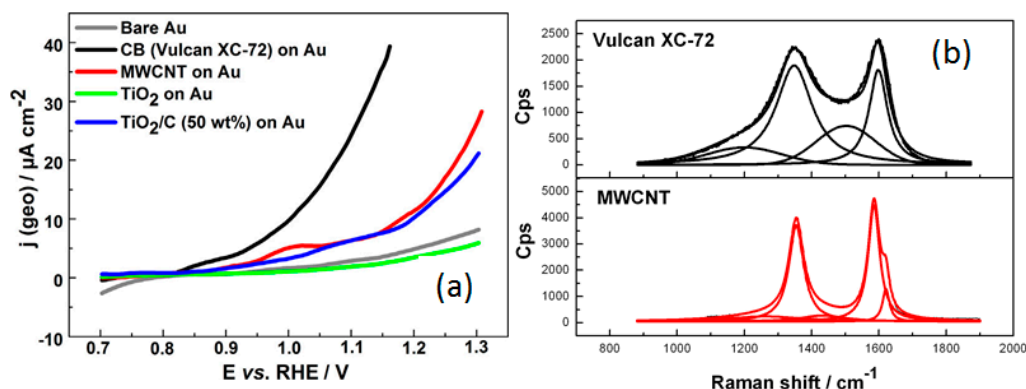 Bare Au
CB (Vulcan XC-72) on Au
MWCNT on Au
TiO2 on Au
TiO2/C (50 wt%) on Au
j (geo) / μA cm-2
40
30
20
10
0
-10
0.7 0.8 0.9 1.0 1.1 1.2 1.3
E vs. RHE / V
(a)
Vulcan XC-72
(b)
Cps
2500
2000
1500
1000
500
0
MWCNT
Cps
5000
4000
3000
2000
1000
0
800 1000 1200 1400 1600 1800 2000
Raman shift / cm-1